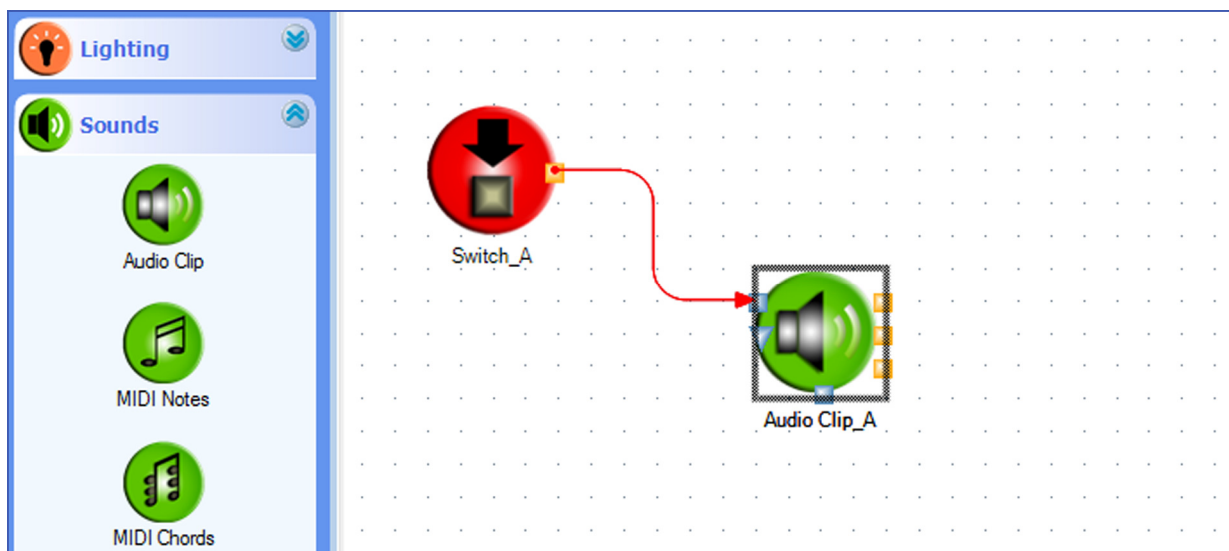 Lighting
Sounds
Audio Clip
MIDI Notes
MIDI Chords
Switch_A
Audio Clip_A